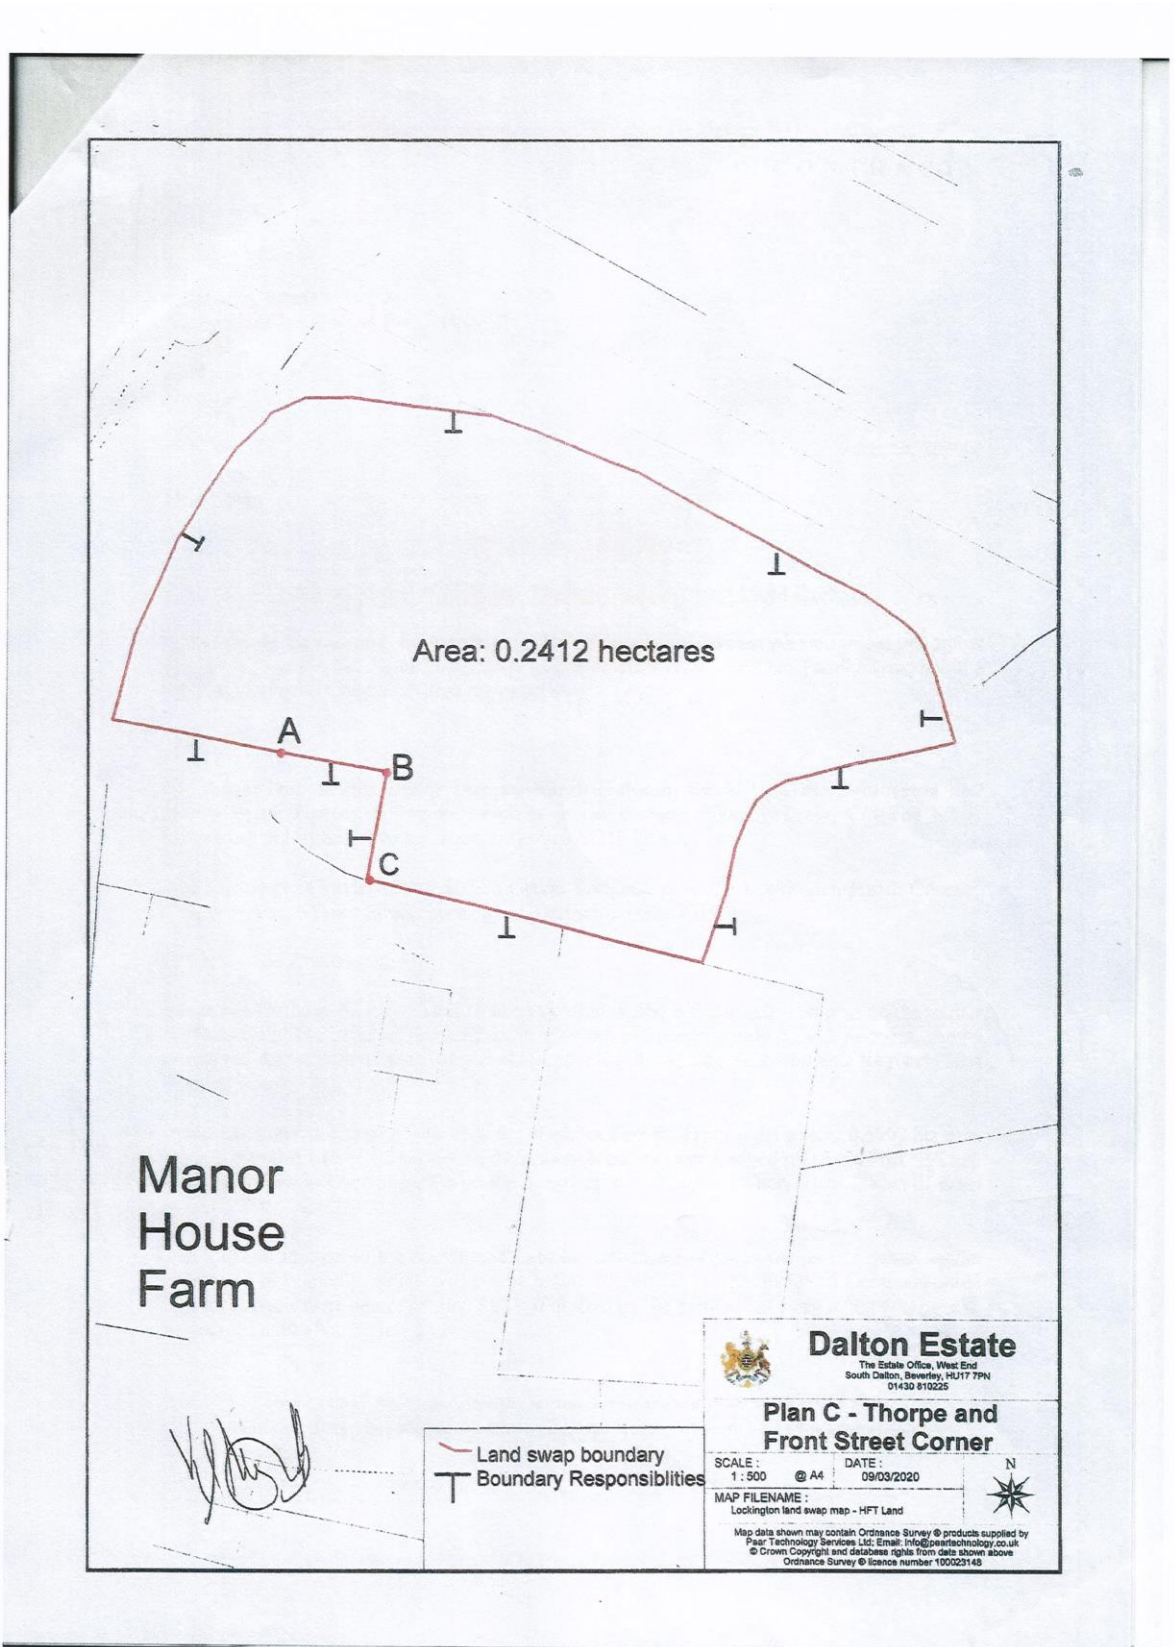 Area: 0.2412 hectares
A
B
C
Manor
House
Farm
Land swap boundary
Boundary Responsiblities
Dalton Estate
The Estate Office, West End
South Dalton, Beverley, HU17 7PN
01430 810225
Plan C - Thorpe and
Front Street Corner
SCALE :
1 : 500 @ A4
DATE :
09/03/2020
N
MAP FILENAME :
Lockington land swap map - HFT Land
Map data shown may contain Ordnance Survey ® products supplied by
Pear Technology Services Ltd; Email: info@peartechnology.co.uk
© Crown Copyright and database rights from date shown above
Ordnance Survey ® licence number 100023148